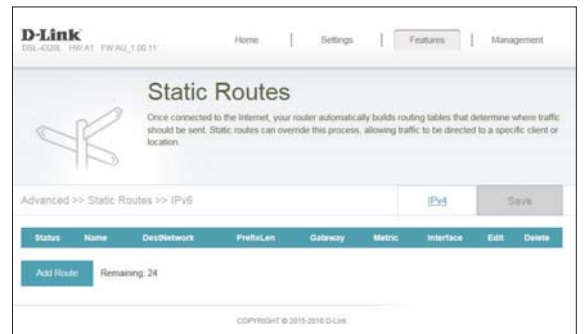 D-Link
DSL-4320L HW:A1 FW:AU_1.00.11
Home | Settings | Features | Management
Static Routes
Once connected to the Internet, your router automatically builds routing tables that determine where traffic
should be sent. Static routes can override this process, allowing traffic to be directed to a specific client or
location.
Advanced >> Static Routes >> IPv6
IPv4
Save
Status Name DestNetwork PrefixLen Gateway Metric Interface Edit Delete
Add Route Remaining: 24
COPYRIGHT © 2015-2016 D-Link